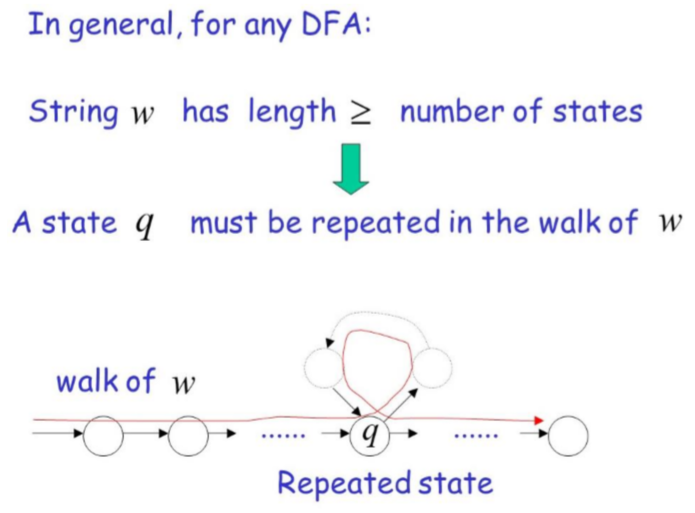 In general, for any DFA:
String w has length ≥ number of states
A state q must be repeated in the walk of w
walk of w
...... q ......
Repeated state